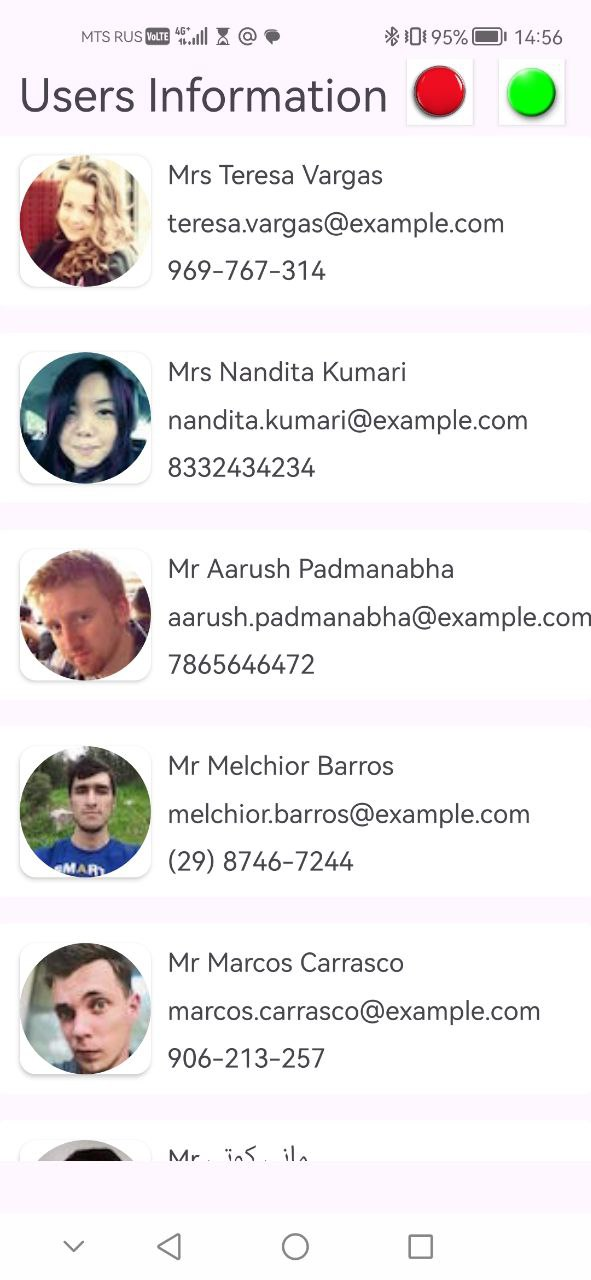 MTS RUS VoLTE 4G+ 95% 14:56
Users Information
Mrs Teresa Vargas
teresa.vargas@example.com
969-767-314
Mrs Nandita Kumari
nandita.kumari@example.com
8332434234
Mr Aarush Padmanabha
aarush.padmanabha@example.com
7865646472
Mr Melchior Barros
melchior.barros@example.com
(29) 8746-7244
SMART
Mr Marcos Carrasco
marcos.carrasco@example.com
906-213-257
Mr